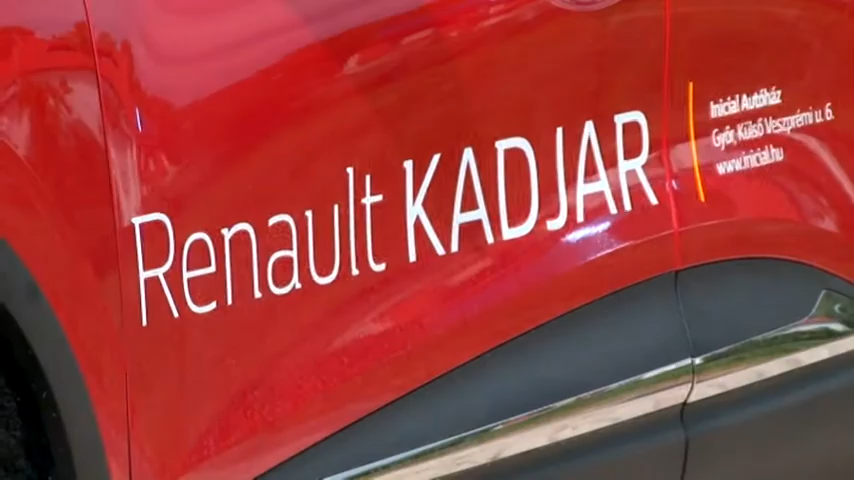 Renault KADJAR
Inicial Autóház
Győr, Külső Veszprémi u. 6.
www.inicial.hu